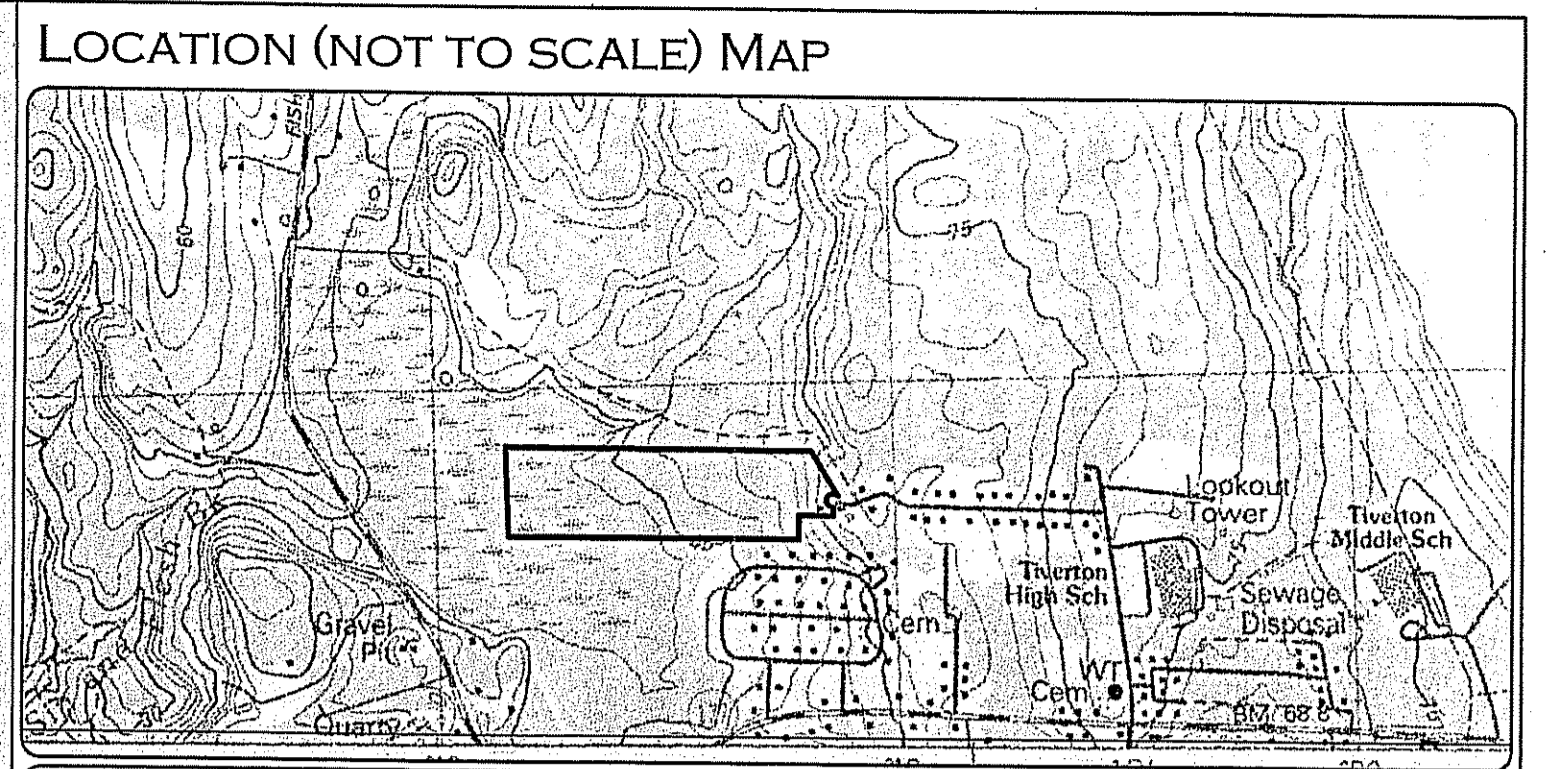 LOCATION (NOT TO SCALE) MAP
60
75
Lookout
Tower
Tiverton
Middle Sch
Tiverton
High Sch
Sewage
Disposal
Gravel
Pit
Cem
WT
Cem
BM 68.8
Quarry